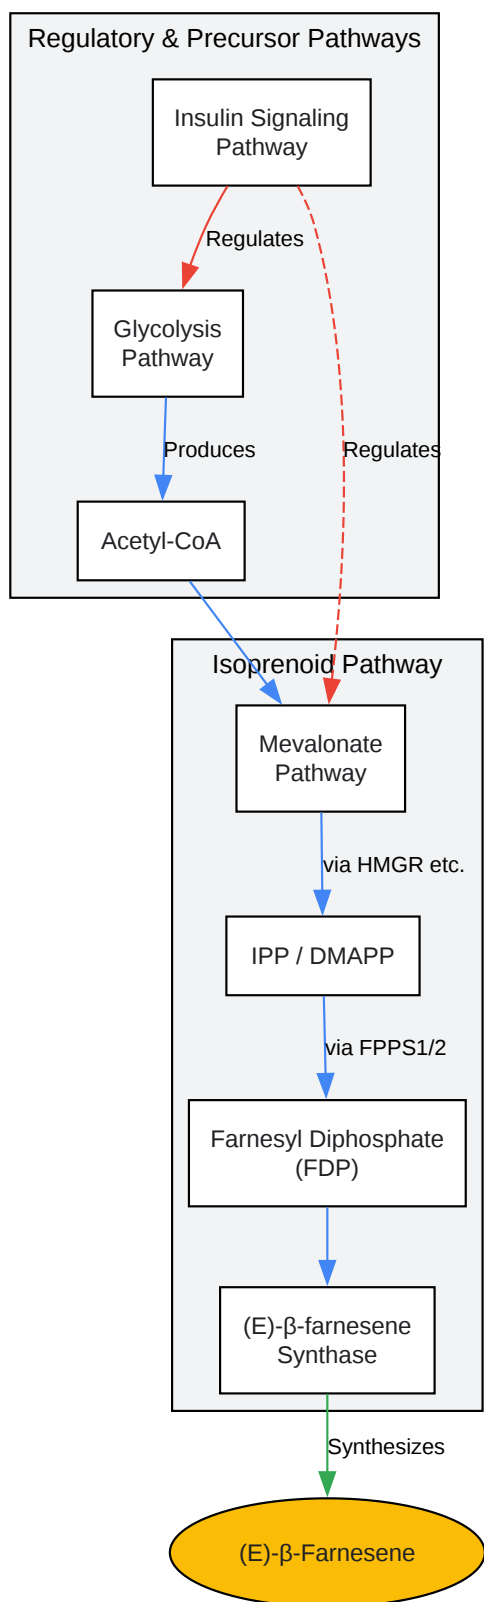 Regulatory & Precursor Pathways
Insulin Signaling
Pathway
Regulates
Glycolysis
Pathway
Produces
Regulates
Acetyl-CoA
Isoprenoid Pathway
Mevalonate
Pathway
via HMGR etc.
IPP / DMAPP
via FPPS1/2
Farnesyl Diphosphate
(FDP)
(E)-β-farnesene
Synthase
Synthesizes
(E)-β-Farnesene